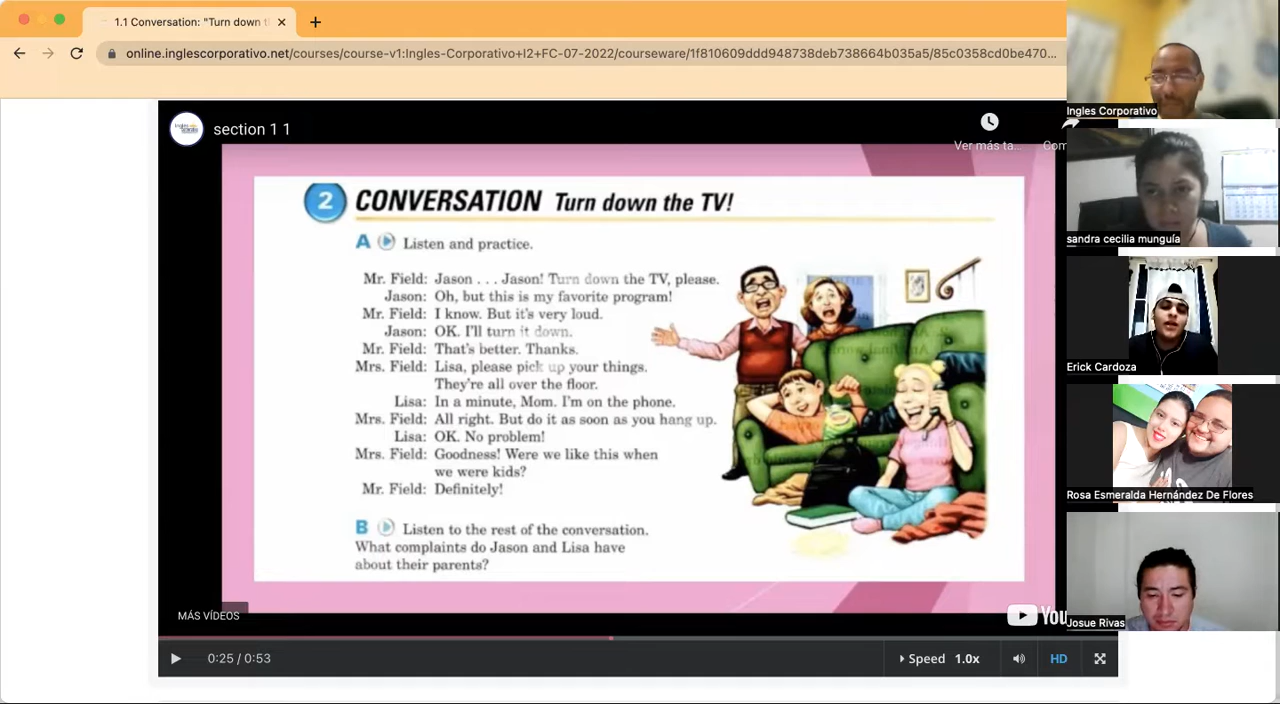 1.1 Conversation: "Turn down t
online.inglescorporativo.net/courses/course-v1:Ingles-Corporativo+I2+FC-07-2022/courseware/1f810609ddd948738deb738664b035a5/85c0358cd0be470...
section 1 1
Ver más ta...
Com
2 CONVERSATION Turn down the TV!
A Listen and practice.
Mr. Field: Jason . . . Jason! Turn down the TV, please.
Jason: Oh, but this is my favorite program!
Mr. Field: I know. But it's very loud.
Jason: OK. I'll turn it down.
Mr. Field: That's better. Thanks.
Mrs. Field: Lisa, please pick up your things.
They're all over the floor.
Lisa: In a minute, Mom. I'm on the phone.
Mrs. Field: All right. But do it as soon as you hang up.
Lisa: OK. No problem!
Mrs. Field: Goodness! Were we like this when
we were kids?
Mr. Field: Definitely!
B Listen to the rest of the conversation.
What complaints do Jason and Lisa have
about their parents?
MÁS VÍDEOS
You
0:25 / 0:53
Speed 1.0x
HD
Ingles Corporativo
sandra cecilia munguía
Erick Cardoza
Rosa Esmeralda Hernández De Flores
Josue Rivas